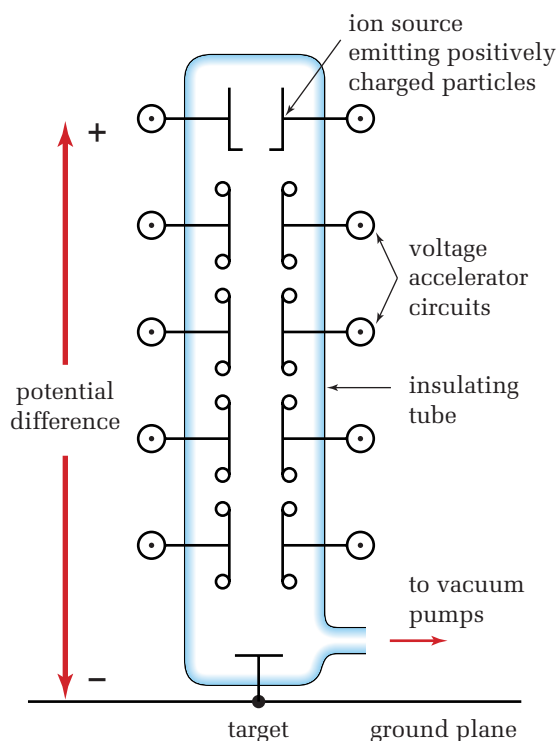 ion source
emitting positively
charged particles
+
voltage
accelerator
circuits
potential
difference
insulating
tube
to vacuum
pumps
–
target
ground plane